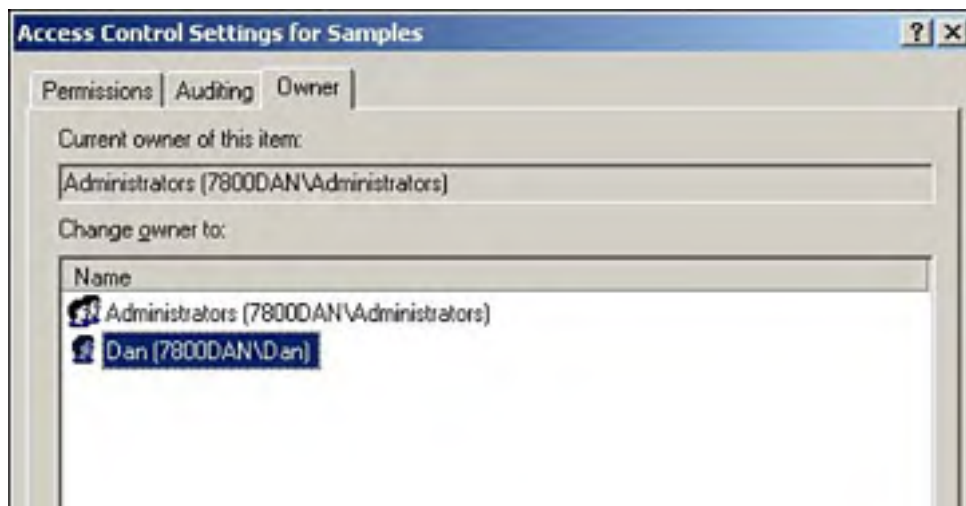 Access Control Settings for Samples
Permissions Auditing Owner
Current owner of this item:
Administrators (7800DAN\Administrators)
Change owner to:
Name
Administrators (7800DAN\Administrators)
Dan (7800DAN\Dan)